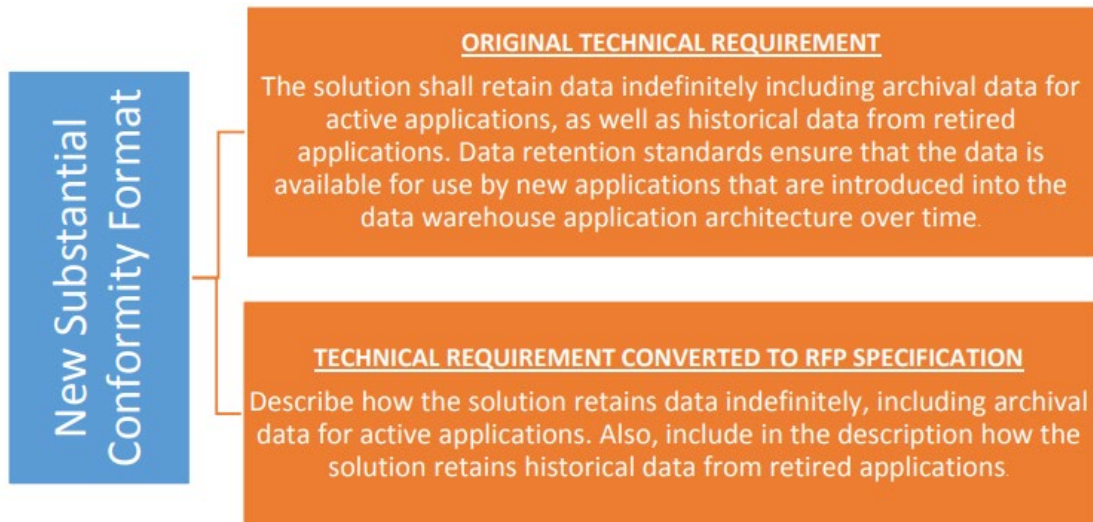 New Substantial
Conformity Format
ORIGINAL TECHNICAL REQUIREMENT
The solution shall retain data indefinitely including archival data for
active applications, as well as historical data from retired
applications. Data retention standards ensure that the data is
available for use by new applications that are introduced into the
data warehouse application architecture over time.
TECHNICAL REQUIREMENT CONVERTED TO RFP SPECIFICATION
Describe how the solution retains data indefinitely, including archival
data for active applications. Also, include in the description how the
solution retains historical data from retired applications.